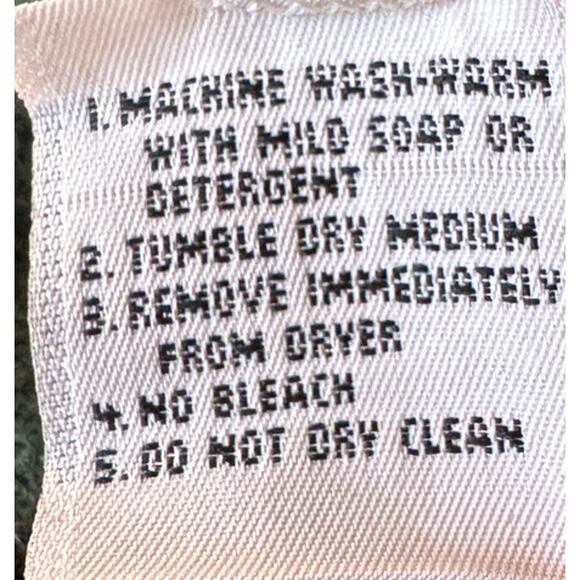 1. MACHINE WASH-WARM
WITH MILD SOAP OR
DETERGENT
2. TUMBLE DRY MEDIUM
3. REMOVE IMMEDIATELY
FROM DRYER
4. NO BLEACH
5. DO NOT DRY CLEAN